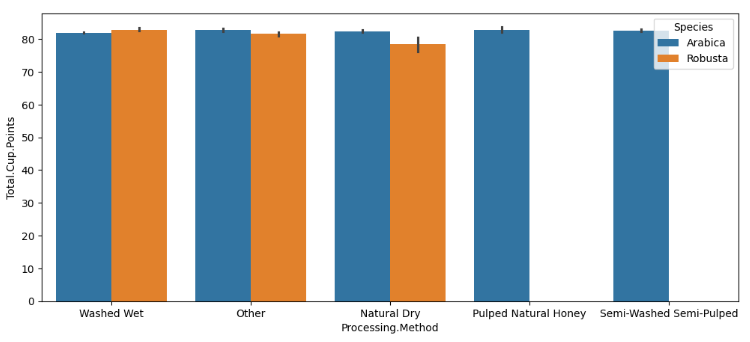 Total.Cup.Points
80
70
60
50
40
30
20
10
0
Species
Arabica
Robusta
Washed Wet
Other
Natural Dry
Pulped Natural Honey
Semi-Washed Semi-Pulped
Processing.Method